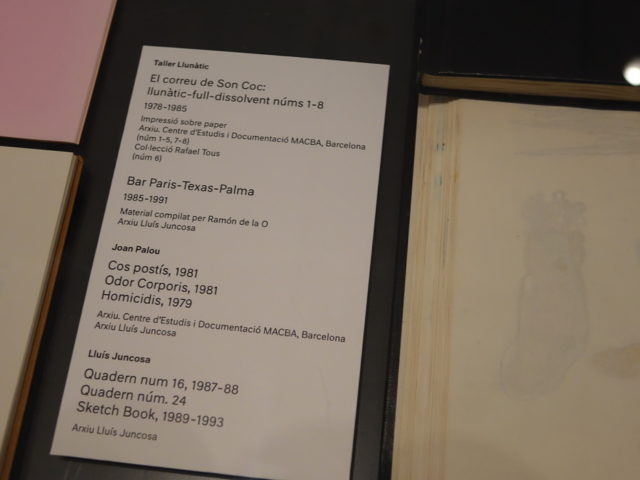 Taller Llunàtic
El correu de Son Coc:
llunàtic-full-dissolvent núms 1-8
1978-1985
Impressió sobre paper
Arxiu. Centre d'Estudis i Documentació MACBA, Barcelona
(núm 1-5, 7-8)
Col·lecció Rafael Tous
(núm 6)
Bar Paris-Texas-Palma
1985-1991
Material compilat per Ramón de la O
Arxiu Lluís Juncosa
Joan Palou
Cos postís, 1981
Odor Corporis, 1981
Homicidis, 1979
Arxiu. Centre d'Estudis i Documentació MACBA, Barcelona
Arxiu Lluís Juncosa
Lluís Juncosa
Quadern num 16, 1987-88
Quadern núm. 24
Sketch Book, 1989-1993
Arxiu Lluís Juncosa